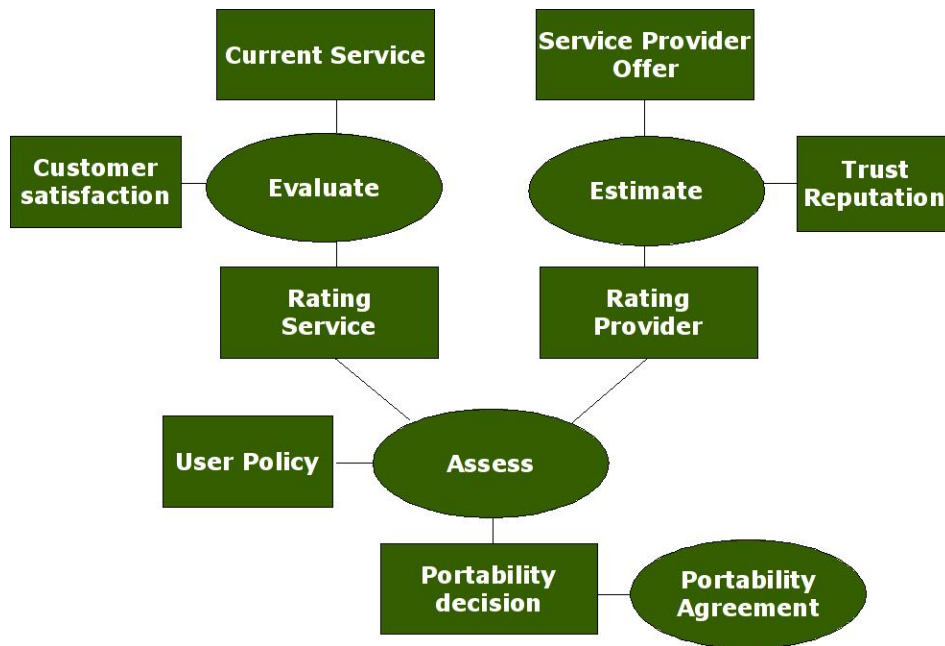 Current Service
Service Provider
Offer
Customer
satisfaction
Evaluate
Estimate
Trust
Reputation
Rating
Service
Rating
Provider
User Policy
Assess
Portability
decision
Portability
Agreement